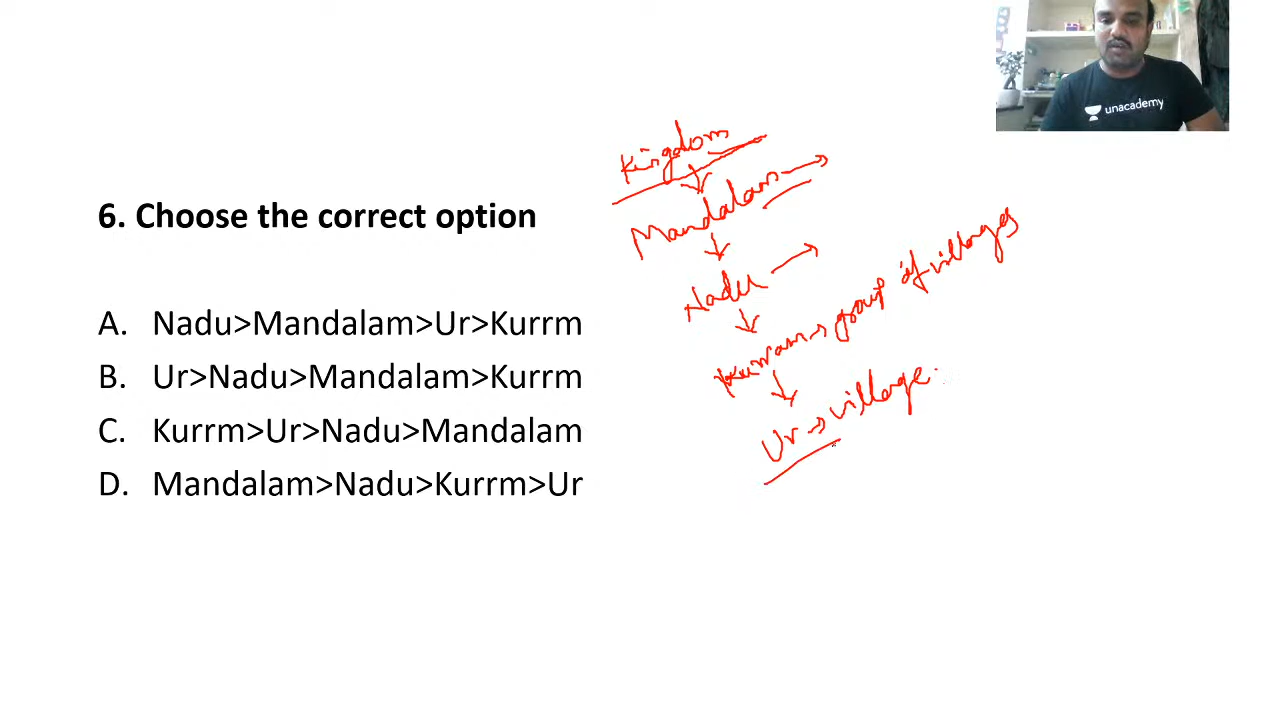 unacademy
Kingdom
Mandalam
6. Choose the correct option
Nadu
A. Nadu>Mandalam>Ur>Kurrm
Kurram → group of villages
B. Ur>Nadu>Mandalam>Kurrm
Ur → village.
C. Kurrm>Ur>Nadu>Mandalam
D. Mandalam>Nadu>Kurrm>Ur